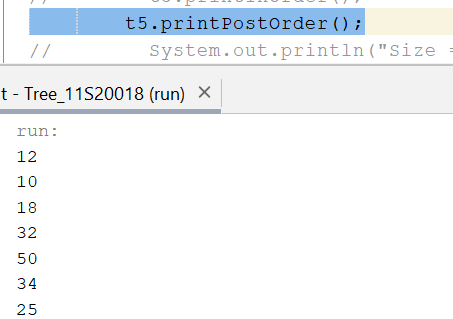 t5.printPostOrder();
//        System.out.println("Size =
t - Tree_11S20018 (run) ×
run:
12
10
18
32
50
34
25